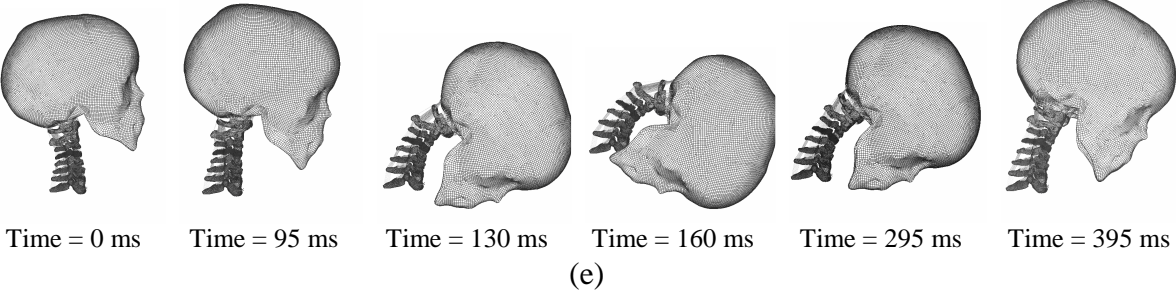 Time = 0 ms Time = 95 ms Time = 130 ms Time = 160 ms Time = 295 ms Time = 395 ms
(e)